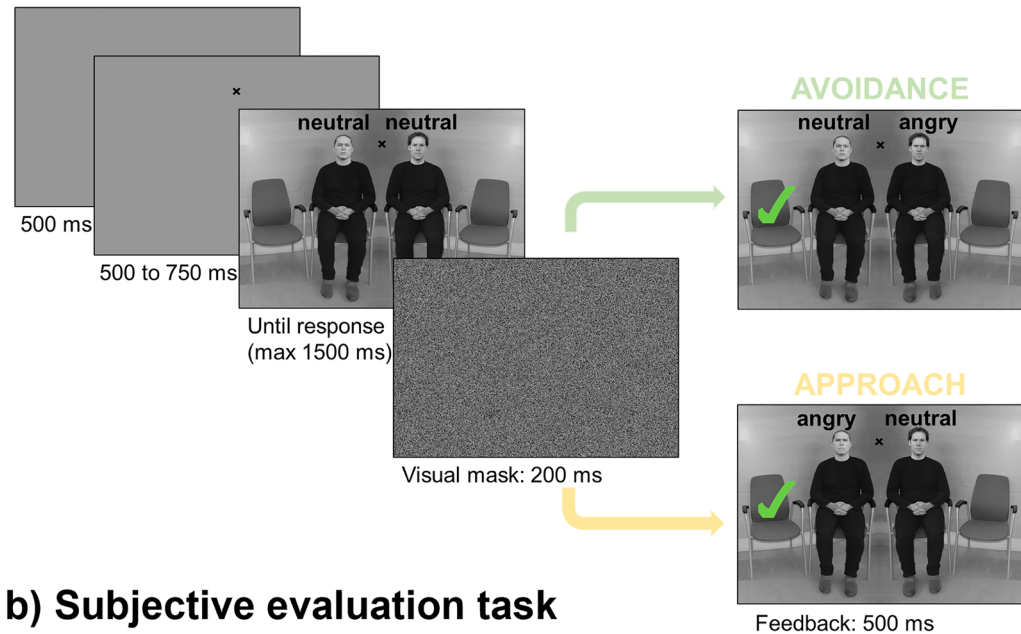 500 ms
500 to 750 ms
neutral neutral
Until response
(max 1500 ms)
Visual mask: 200 ms
AVOIDANCE
neutral angry
APPROACH
angry neutral
Feedback: 500 ms
b) Subjective evaluation task